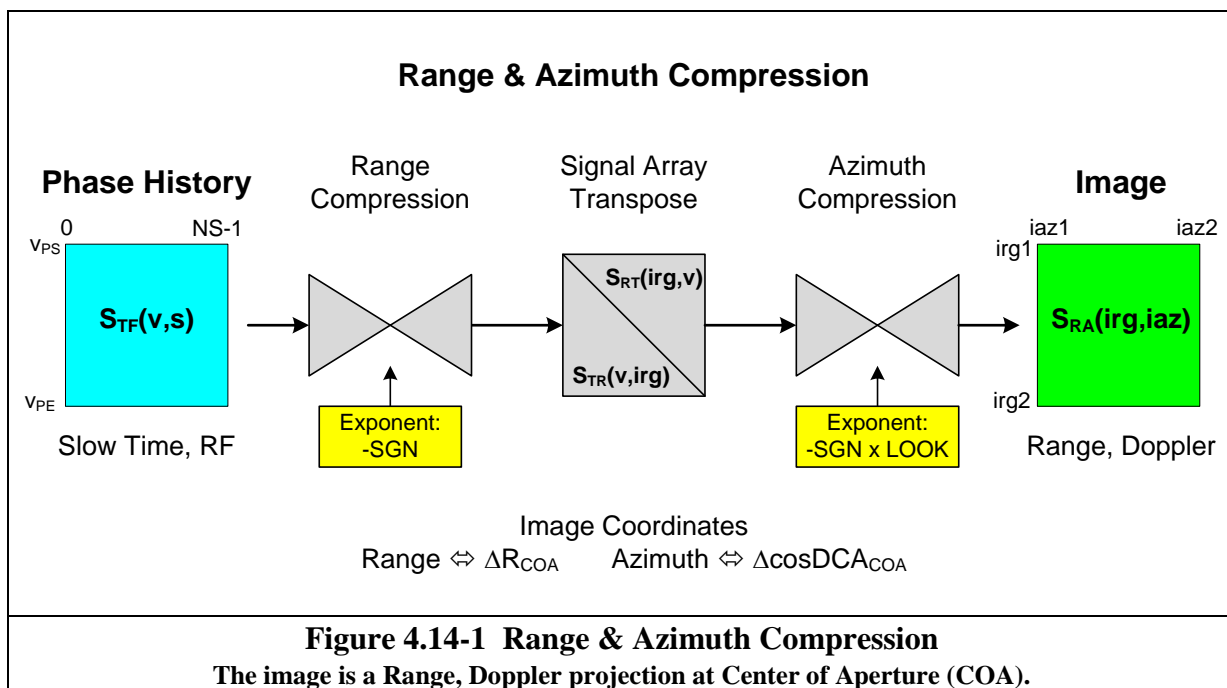 Range & Azimuth Compression
Phase History
Range
Compression
Signal Array
Transpose
Azimuth
Compression
Image
0 NS-1
iaz1 iaz2
vPS
irg1
STF(v,s)
SRT(irg,v)
STR(v,irg)
SRA(irg,iaz)
vPE
irg2
Slow Time, RF
Exponent:
-SGN
Exponent:
-SGN x LOOK
Range, Doppler
Image Coordinates
Range ⇔ ΔRCOA Azimuth ⇔ ΔcosDCACOA
Figure 4.14-1 Range & Azimuth Compression
The image is a Range, Doppler projection at Center of Aperture (COA).